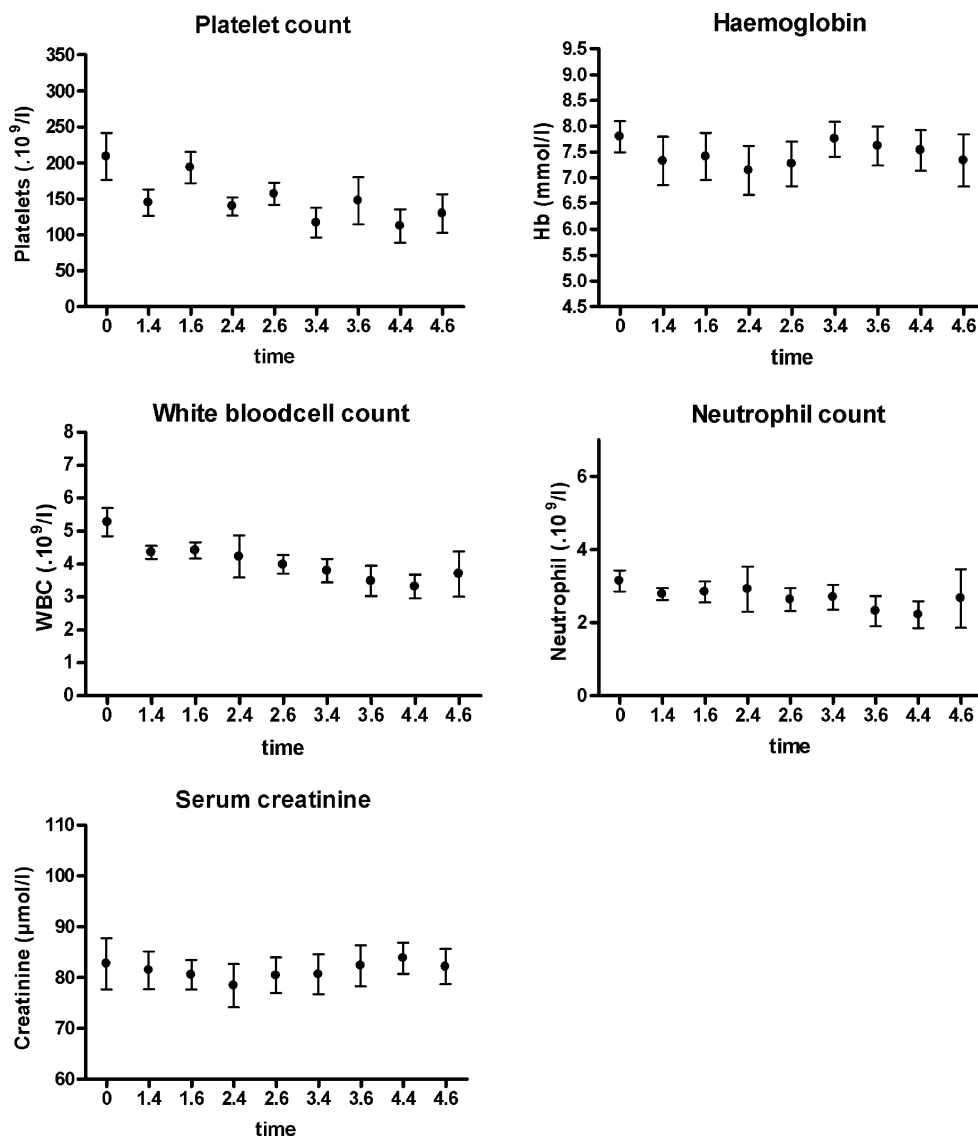 Platelet count
Platelets (.10^9/l)
350
300
250
200
150
100
50
0
0 1.4 1.6 2.4 2.6 3.4 3.6 4.4 4.6
time
Haemoglobin
Hb (mmol/l)
9.5
9.0
8.5
8.0
7.5
7.0
6.5
6.0
5.5
5.0
4.5
0 1.4 1.6 2.4 2.6 3.4 3.6 4.4 4.6
time
White bloodcell count
WBC (.10^9/l)
8
7
6
5
4
3
2
1
0
0 1.4 1.6 2.4 2.6 3.4 3.6 4.4 4.6
time
Neutrophil count
Neutrophil (.10^9/l)
6
4
2
0
0 1.4 1.6 2.4 2.6 3.4 3.6 4.4 4.6
time
Serum creatinine
Creatinine (µmol/l)
110
100
90
80
70
60
0 1.4 1.6 2.4 2.6 3.4 3.6 4.4 4.6
time